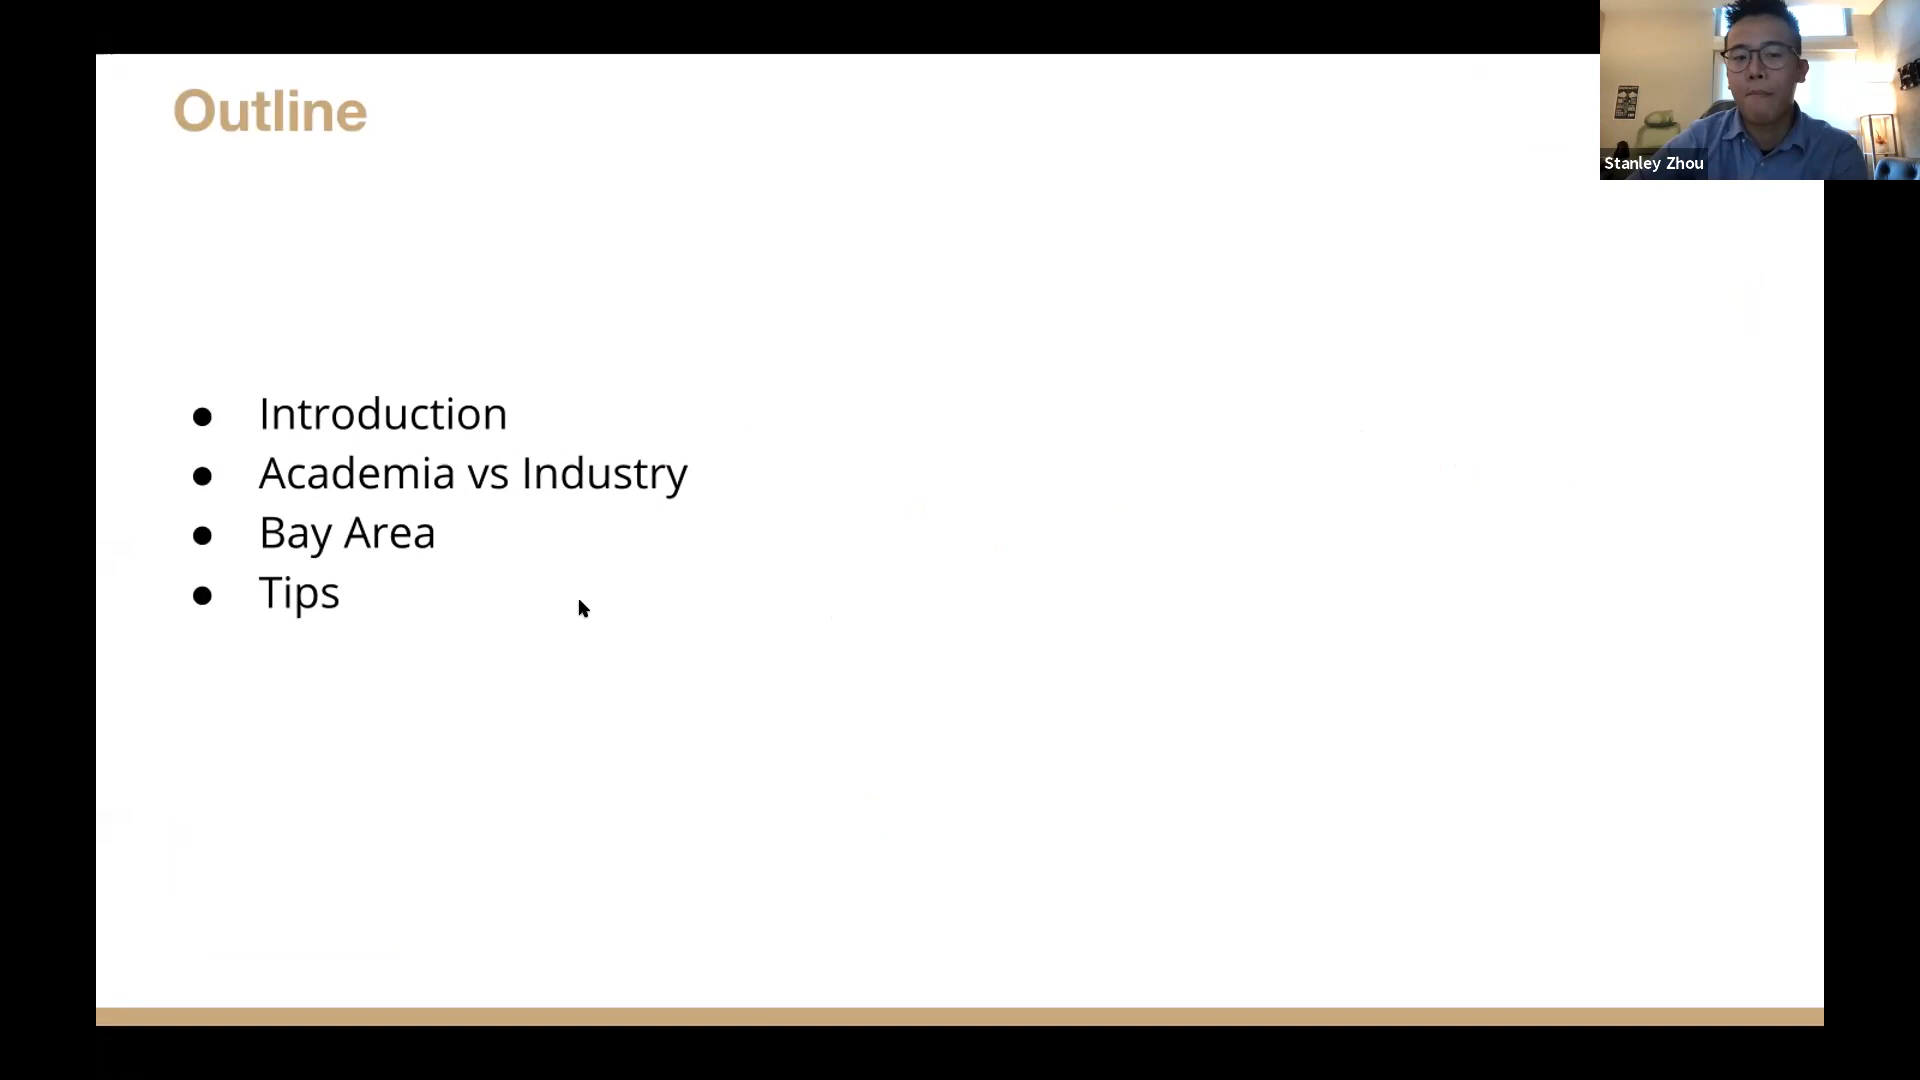 Outline
Stanley Zhou
● Introduction
● Academia vs Industry
● Bay Area
● Tips